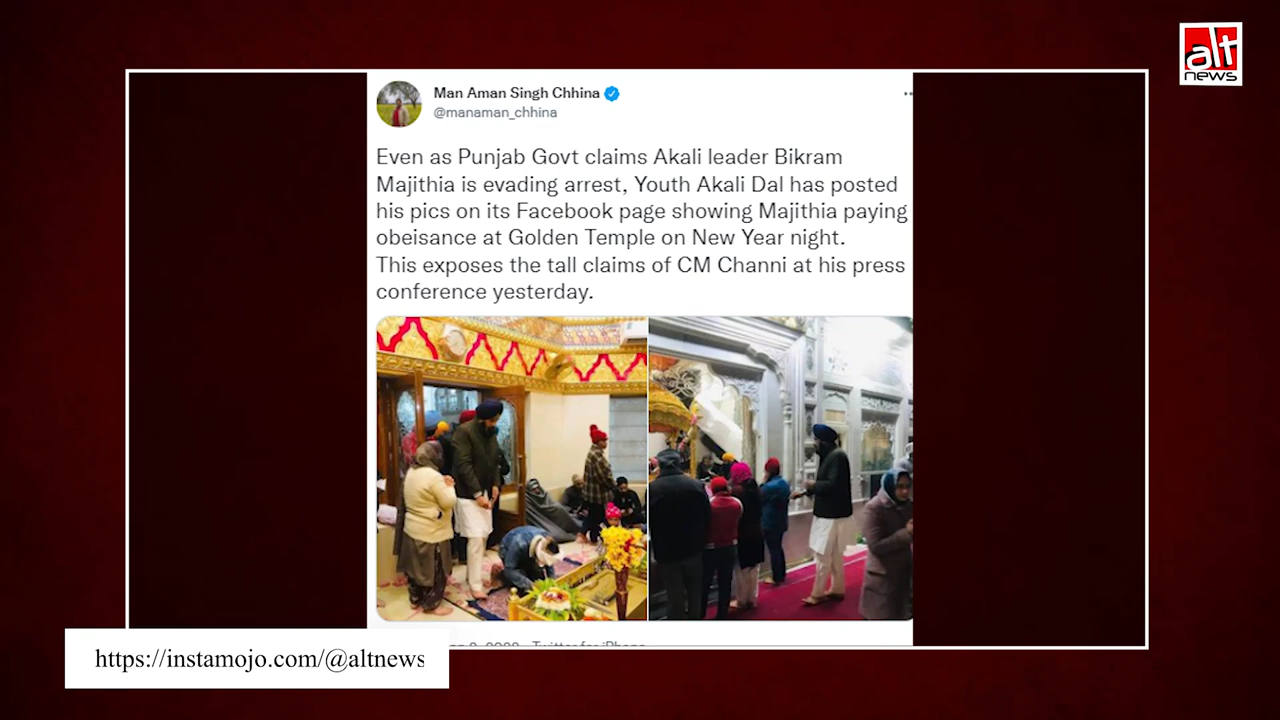 alt
news
Man Aman Singh Chhina
@manaman_chhina
Even as Punjab Govt claims Akali leader Bikram
Majithia is evading arrest, Youth Akali Dal has posted
his pics on its Facebook page showing Majithia paying
obeisance at Golden Temple on New Year night.
This exposes the tall claims of CM Channi at his press
conference yesterday.
Twitter for iPhone
https://instamojo.com/@altnews